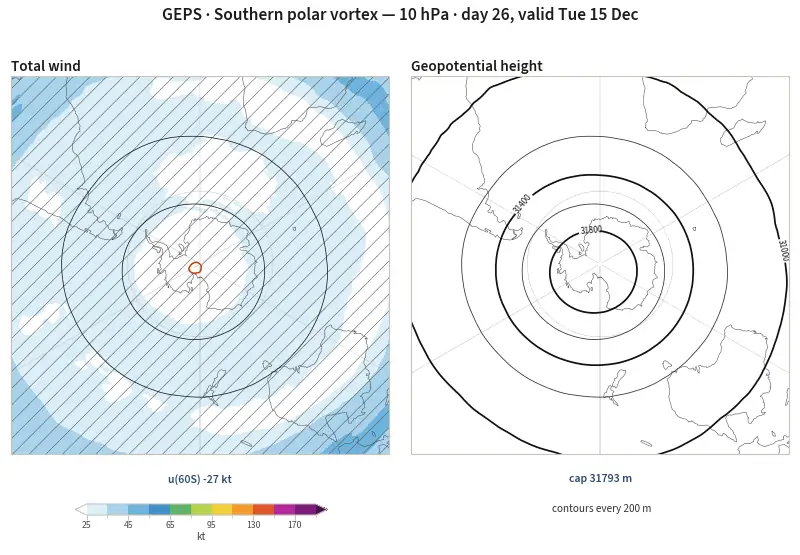 GEPS · Southern polar vortex — 10 hPa · day 26, valid Tue 15 Dec
Total wind
Geopotential height
31400
31800
31000
u(60S) -27 kt
cap 31793 m
contours every 200 m
25 45 65 95 130 170
kt